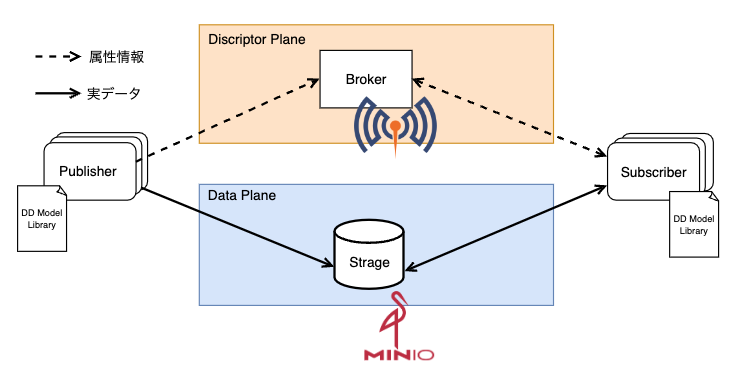 Discriptor Plane
属性情報
Broker
実データ
Publisher
Subscriber
DD Model
Library
DD Model
Library
Data Plane
Strage
MINIO